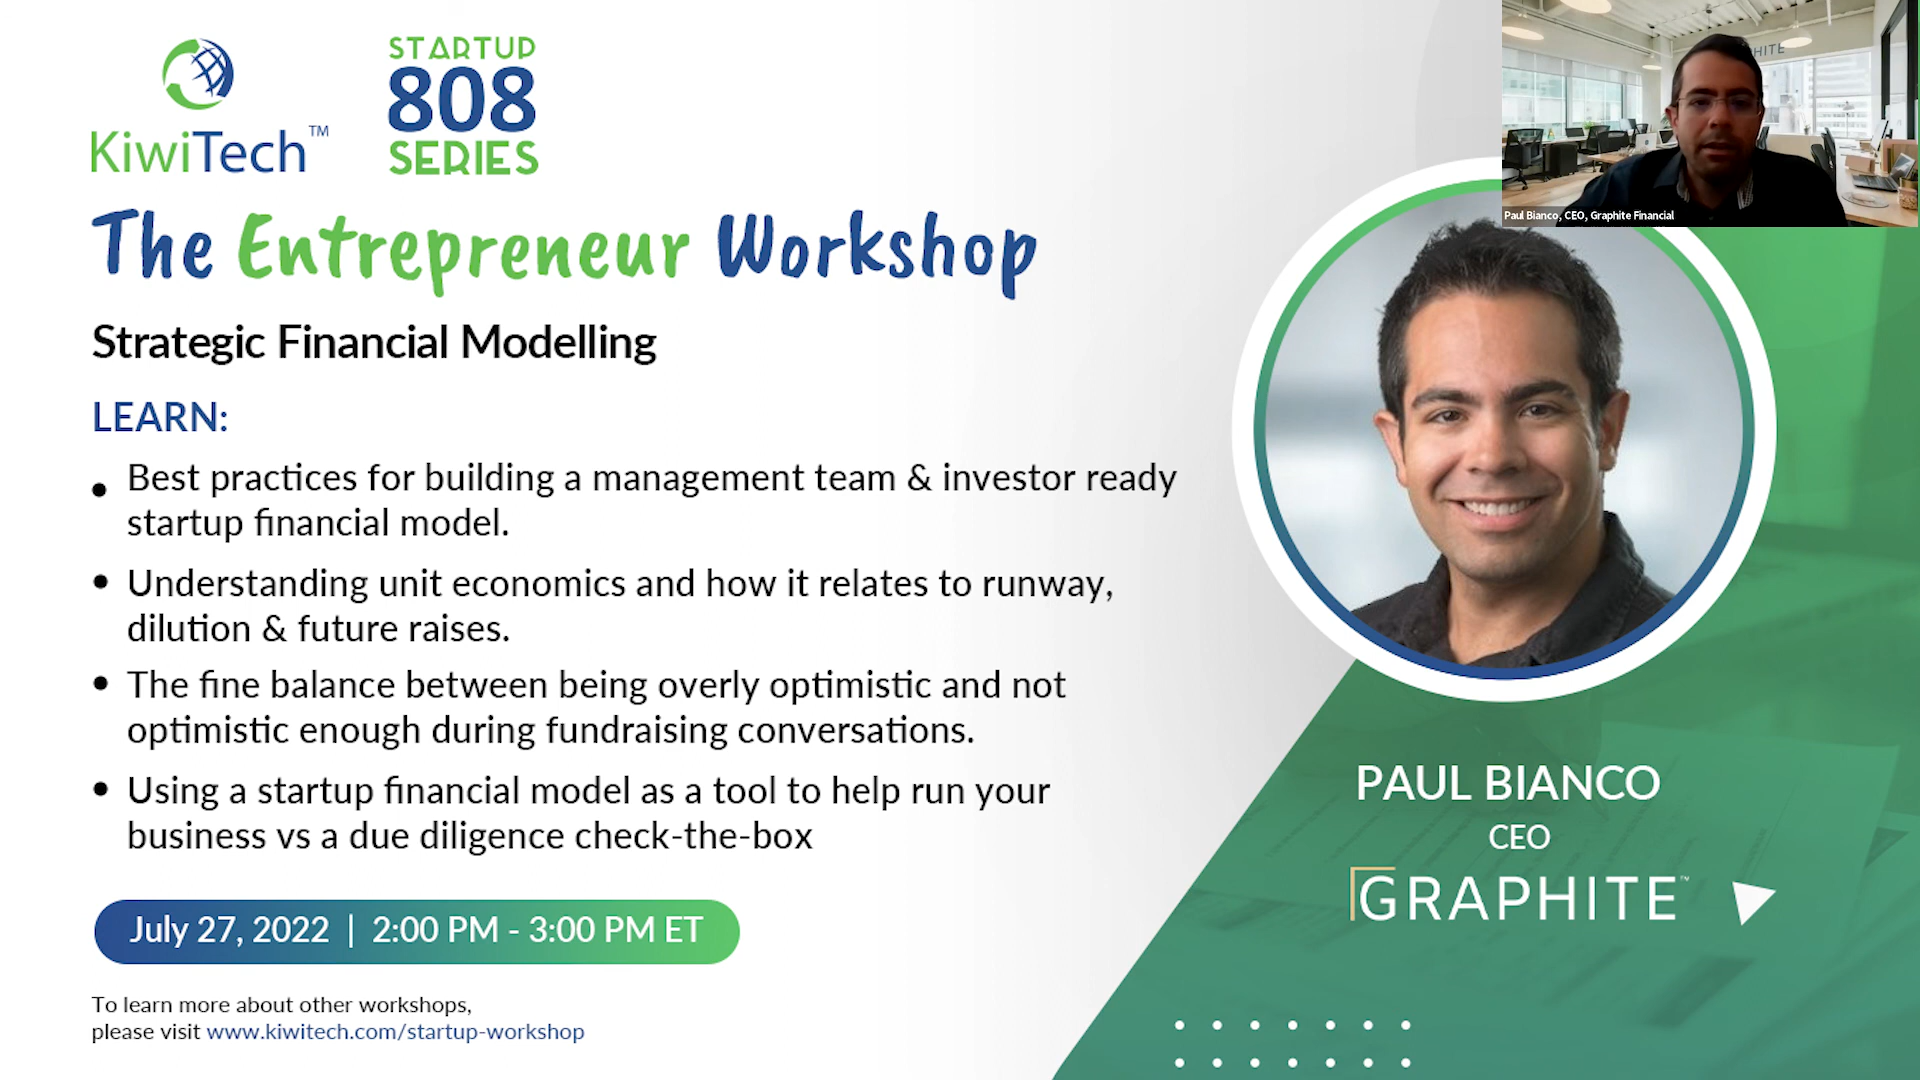 KiwiTech™
STARTUP
808
SERIES
The Entrepreneur Workshop
Strategic Financial Modelling
LEARN:
• Best practices for building a management team & investor ready
startup financial model.
• Understanding unit economics and how it relates to runway,
dilution & future raises.
• The fine balance between being overly optimistic and not
optimistic enough during fundraising conversations.
• Using a startup financial model as a tool to help run your
business vs a due diligence check-the-box
July 27, 2022 | 2:00 PM - 3:00 PM ET
To learn more about other workshops,
please visit www.kiwitech.com/startup-workshop
HITE
Paul Bianco, CEO, Graphite Financial
PAUL BIANCO
CEO
GRAPHITE™